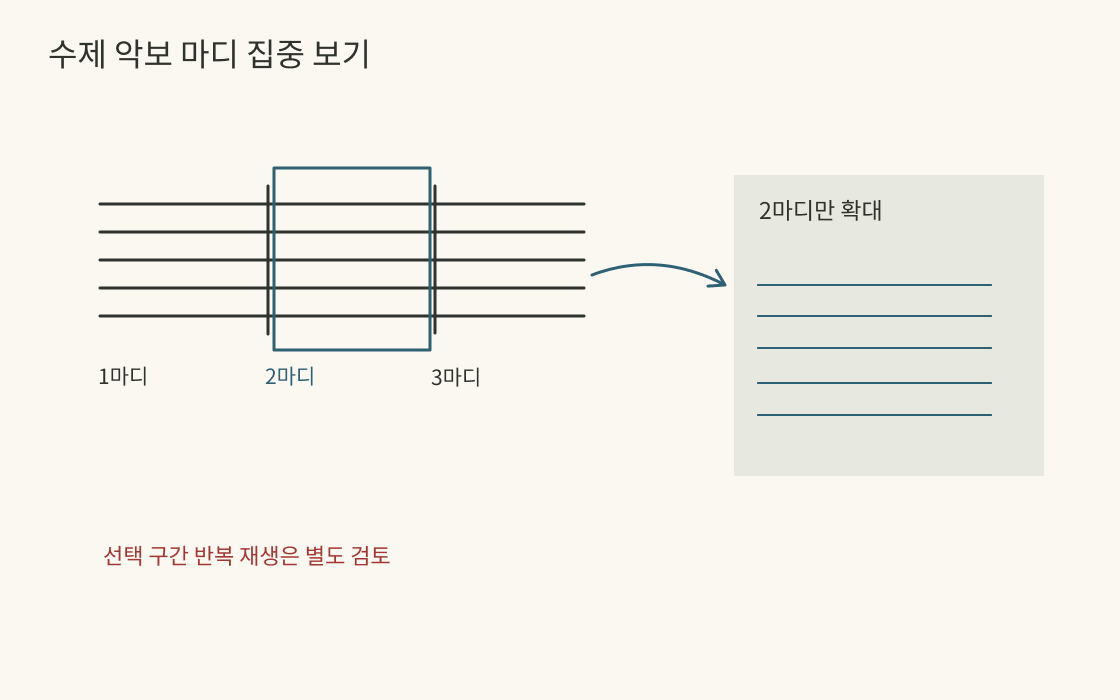 수제 악보 마디 집중 보기
2마디만 확대
1마디
2마디
3마디
선택 구간 반복 재생은 별도 검토